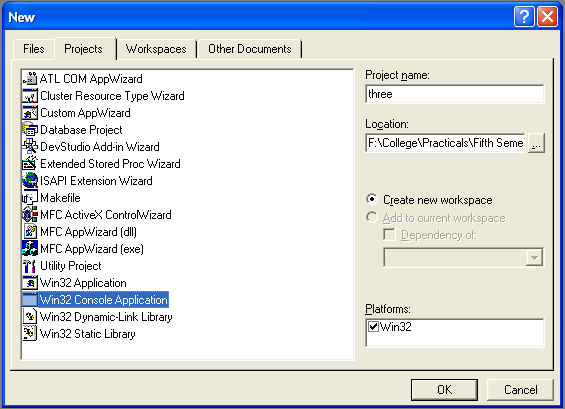 New
Files Projects Workspaces Other Documents
ATL COM AppWizard
Cluster Resource Type Wizard
Custom AppWizard
Database Project
DevStudio Add-in Wizard
Extended Stored Proc Wizard
ISAPI Extension Wizard
Makefile
MFC ActiveX ControlWizard
MFC AppWizard (dll)
MFC AppWizard (exe)
Utility Project
Win32 Application
Win32 Console Application
Win32 Dynamic-Link Library
Win32 Static Library
Project name:
three
Location:
F:\College\Practicals\Fifth Seme
...
Create new workspace
Add to current workspace
Dependency of:
Platforms:
Win32
OK Cancel